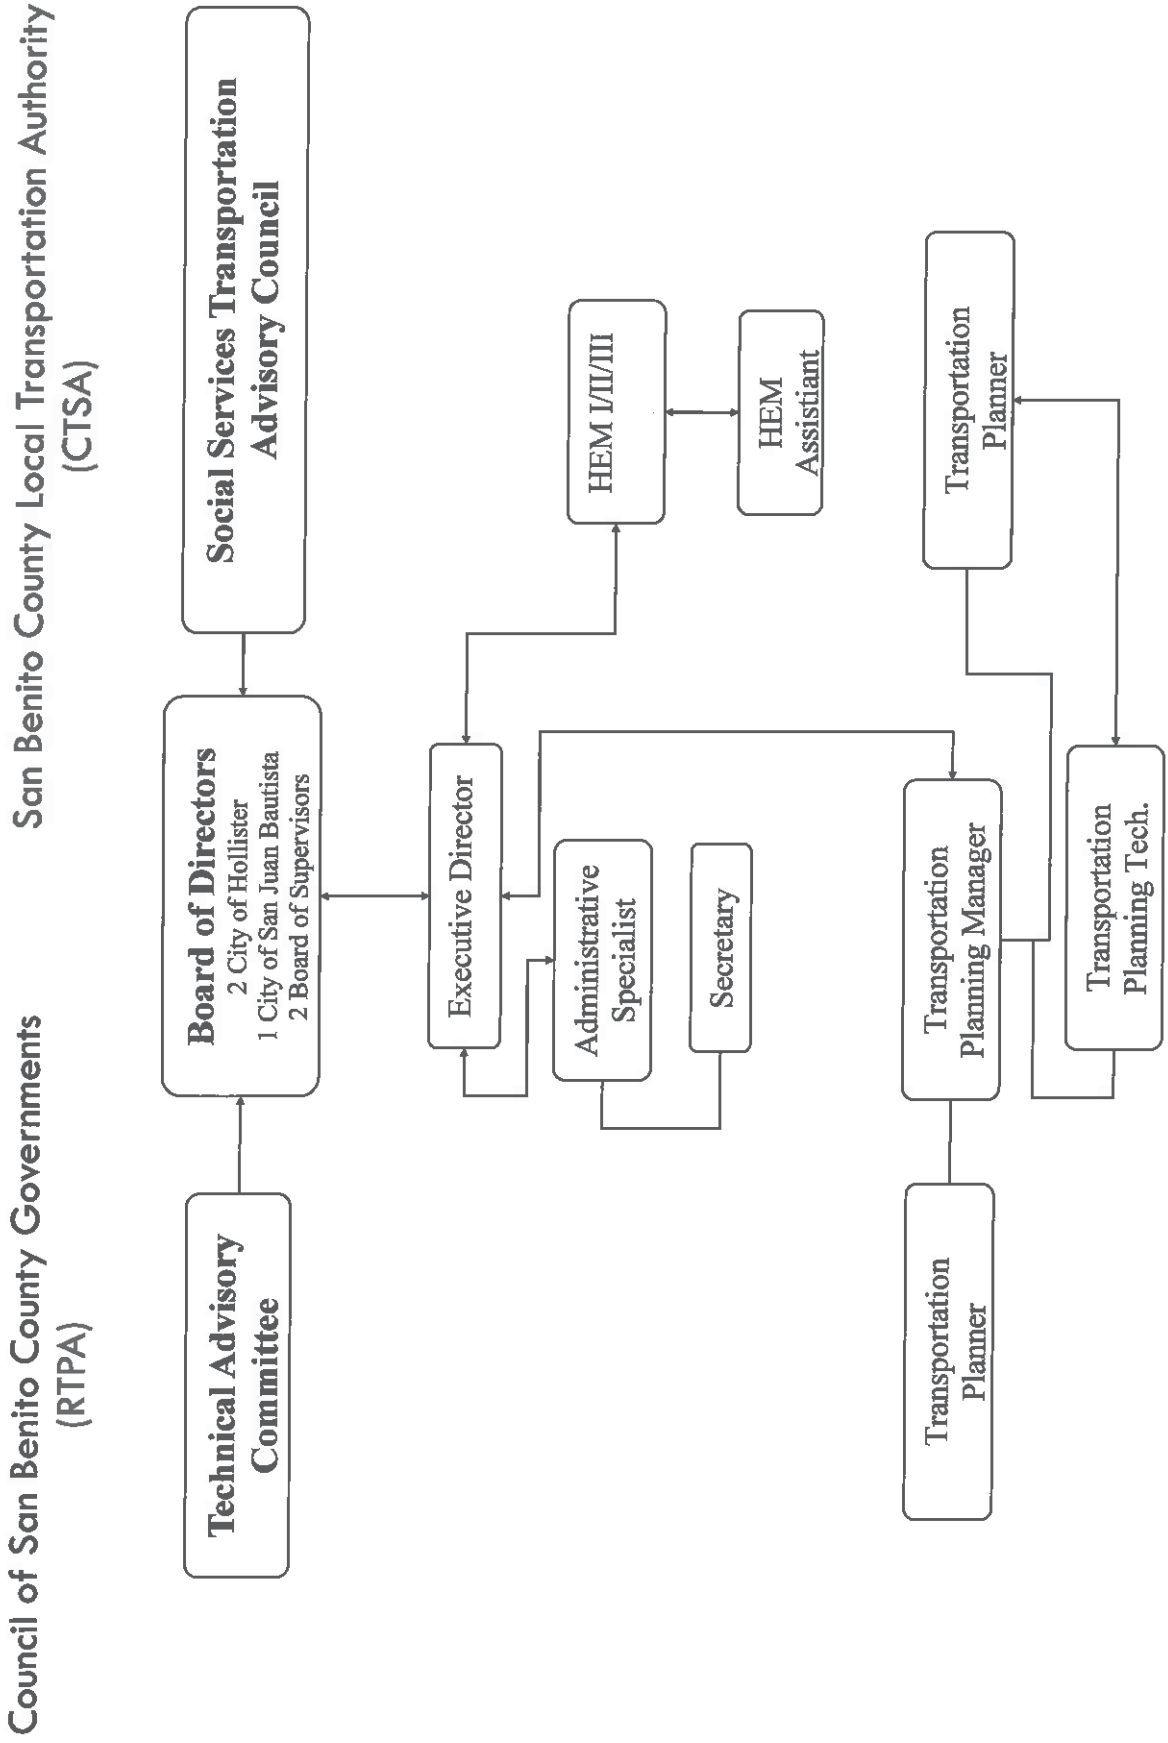 Council of San Benito County Governments
(RTPA)
San Benito County Local Transportation Authority
(CTSA)
Technical Advisory
Committee
Board of Directors
2 City of Hollister
1 City of San Juan Bautista
2 Board of Supervisors
Social Services Transportation
Advisory Council
Executive Director
Administrative
Specialist
Secretary
HEM I/II/III
HEM
Assistiant
Transportation
Planner
Transportation
Planning Manager
Transportation
Planner
Transportation
Planning Tech.